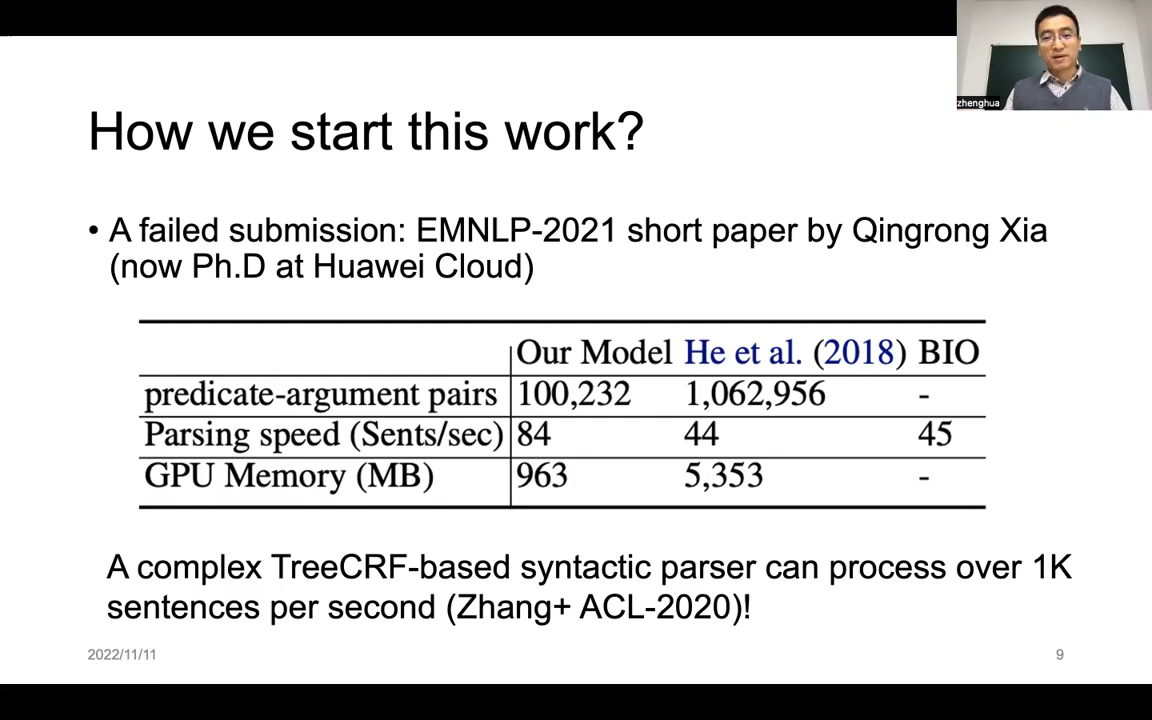 zhenghua
How we start this work?
• A failed submission: EMNLP-2021 short paper by Qingrong Xia
(now Ph.D at Huawei Cloud)
Our Model He et al. (2018) BIO
predicate-argument pairs 100,232 1,062,956 -
Parsing speed (Sents/sec) 84 44 45
GPU Memory (MB) 963 5,353 -
A complex TreeCRF-based syntactic parser can process over 1K
sentences per second (Zhang+ ACL-2020)!
2022/11/11 9